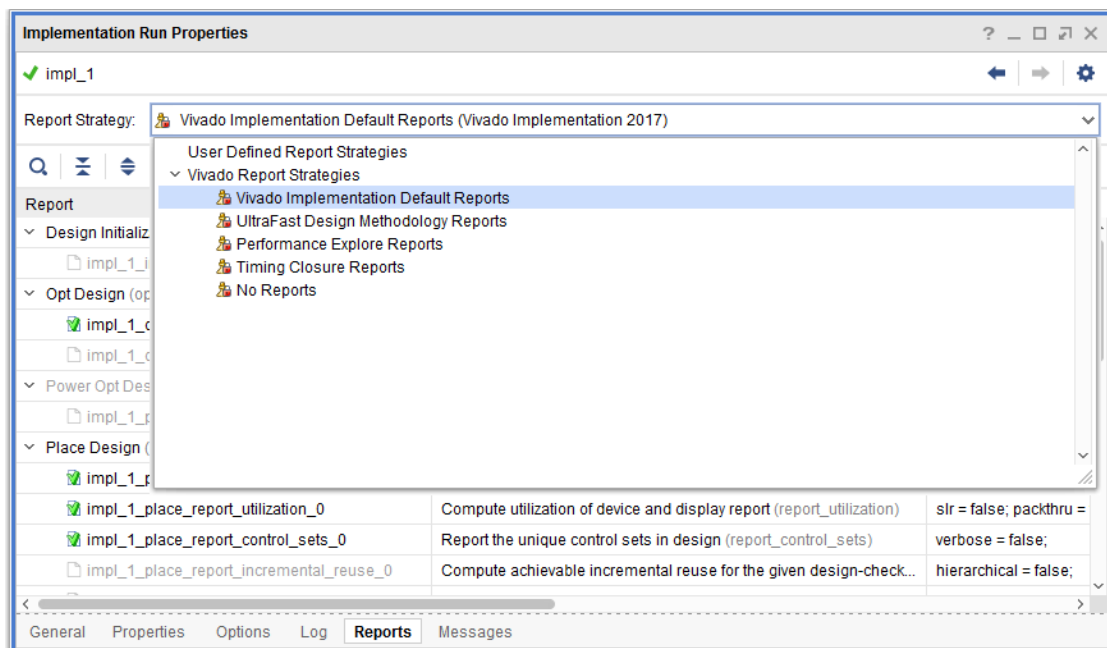 Implementation Run Properties
impl_1
Report Strategy: Vivado Implementation Default Reports (Vivado Implementation 2017)
User Defined Report Strategies
Vivado Report Strategies
Vivado Implementation Default Reports
UltraFast Design Methodology Reports
Performance Explore Reports
Timing Closure Reports
No Reports
Report
Design Initializ
impl_1_i
Opt Design (op
impl_1_o
impl_1_o
Power Opt Des
impl_1_p
Place Design (
impl_1_p
impl_1_place_report_utilization_0 Compute utilization of device and display report (report_utilization) slr = false; packthru =
impl_1_place_report_control_sets_0 Report the unique control sets in design (report_control_sets) verbose = false;
impl_1_place_report_incremental_reuse_0 Compute achievable incremental reuse for the given design-check... hierarchical = false;
General Properties Options Log Reports Messages